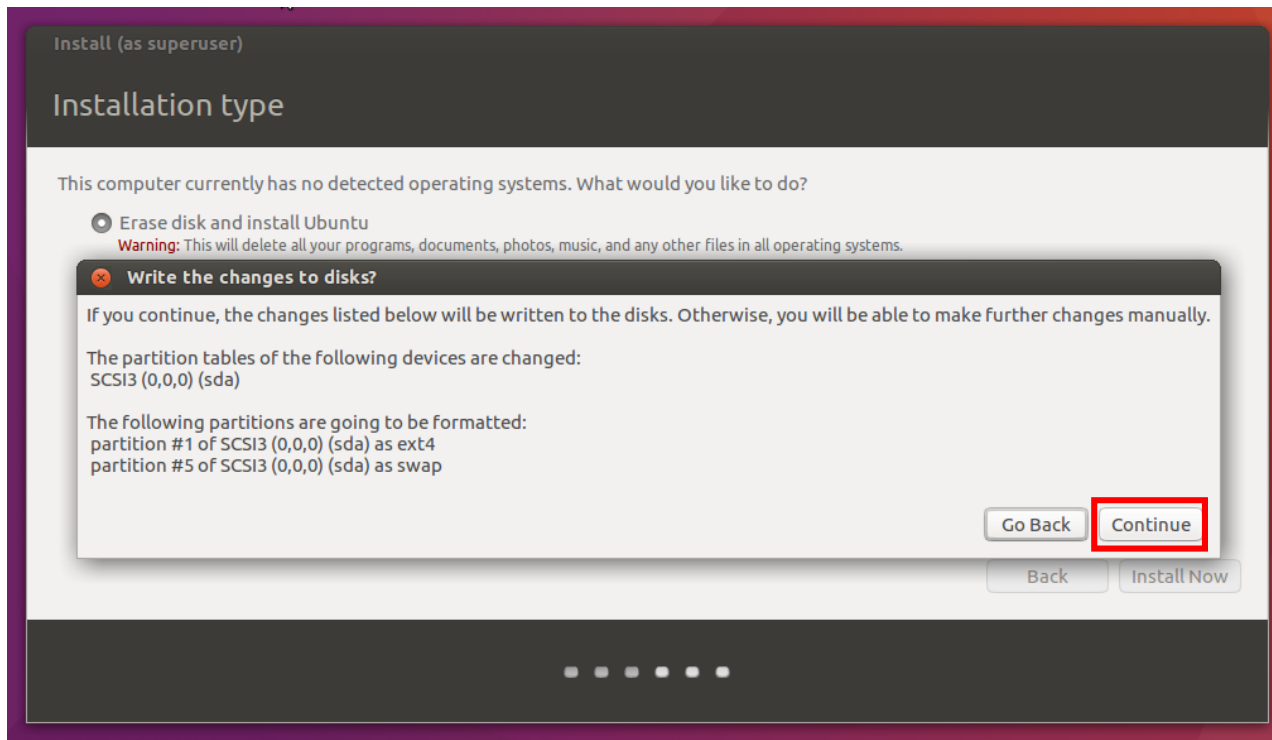 Install (as superuser)
Installation type
This computer currently has no detected operating systems. What would you like to do?
Erase disk and install Ubuntu
Warning: This will delete all your programs, documents, photos, music, and any other files in all operating systems.
Write the changes to disks?
If you continue, the changes listed below will be written to the disks. Otherwise, you will be able to make further changes manually.
The partition tables of the following devices are changed:
SCSI3 (0,0,0) (sda)
The following partitions are going to be formatted:
partition #1 of SCSI3 (0,0,0) (sda) as ext4
partition #5 of SCSI3 (0,0,0) (sda) as swap
Go Back Continue
Back Install Now